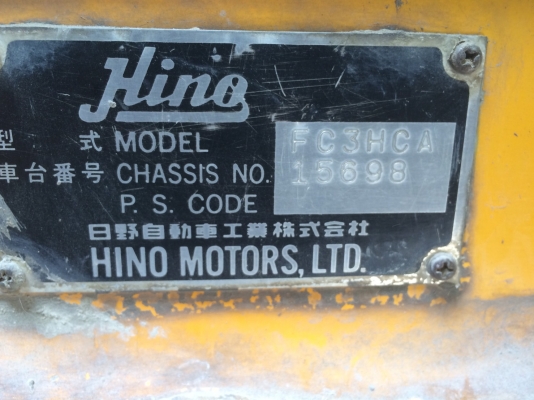 Hino
型 式 MODEL FC3HCA
車台番号 CHASSIS NO. 15698
P. S. CODE
日野自動車工業株式会社
HINO MOTORS, LTD.